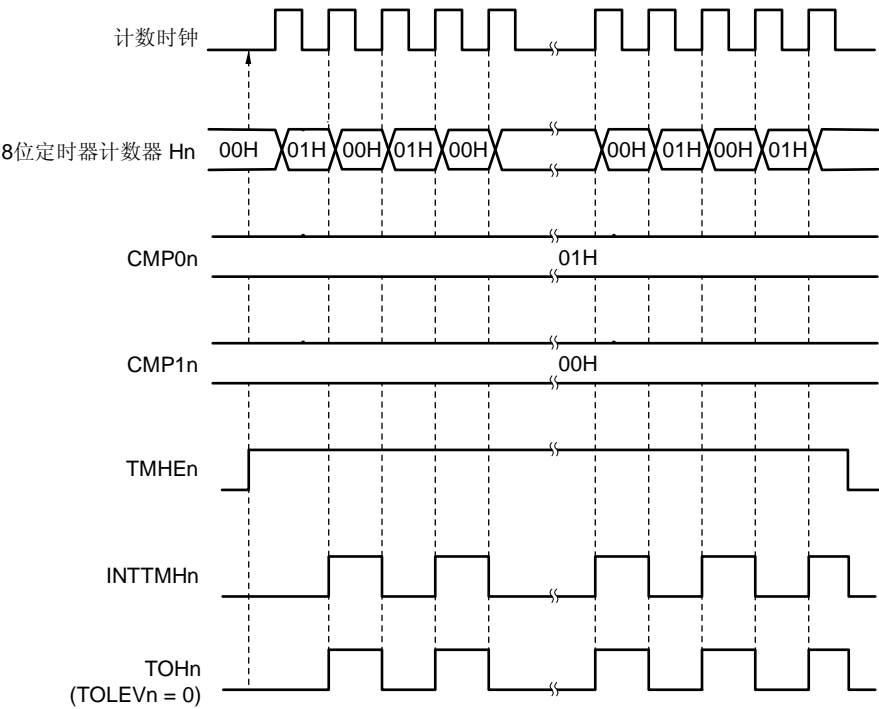 计数时钟
8位定时器计数器 Hn 00H 01H 00H 01H 00H 00H 01H 00H 01H
CMP0n 01H
CMP1n 00H
TMHEn
INTTMHn
TOHn
(TOLEVn = 0)